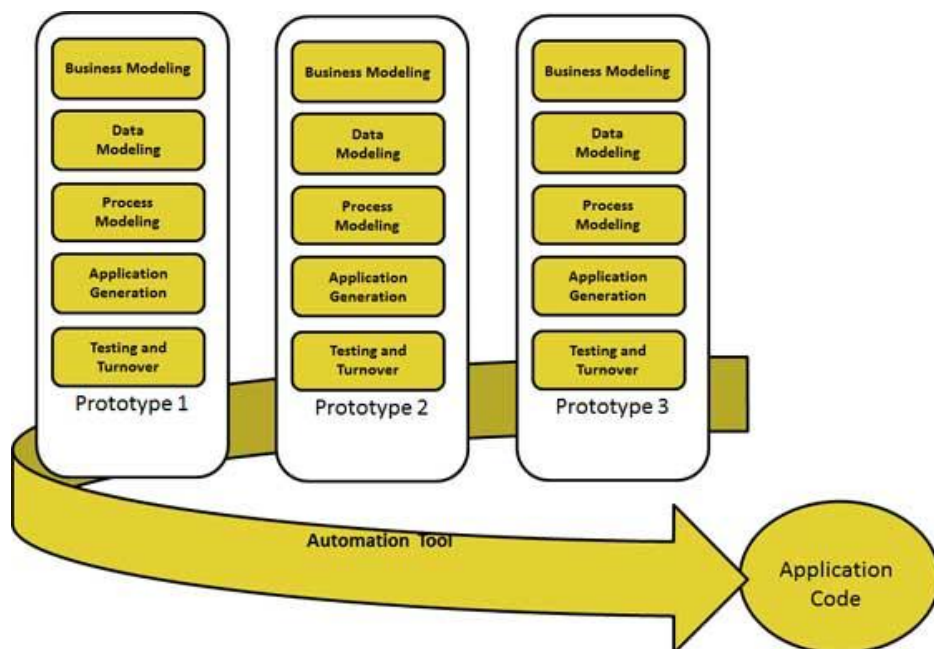 Business Modeling
Data
Modeling
Process
Modeling
Application
Generation
Testing and
Turnover
Prototype 1
Business Modeling
Data
Modeling
Process
Modeling
Application
Generation
Testing and
Turnover
Prototype 2
Business Modeling
Data
Modeling
Process
Modeling
Application
Generation
Testing and
Turnover
Prototype 3
Automation Tool
Application
Code